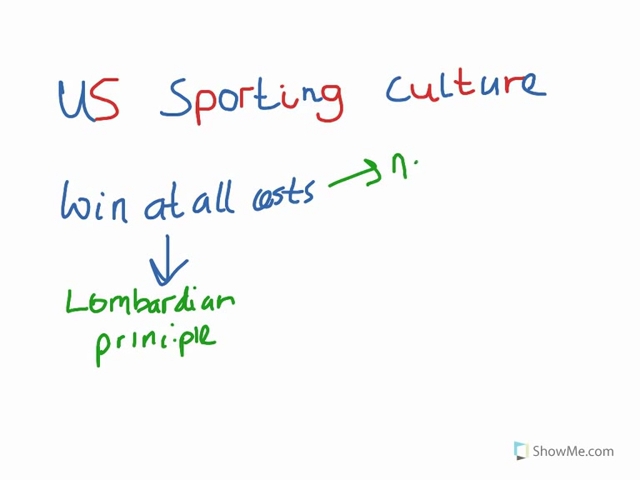 US Sporting Culture
Win at all costs → n.
Lombardian
principle
ShowMe.com